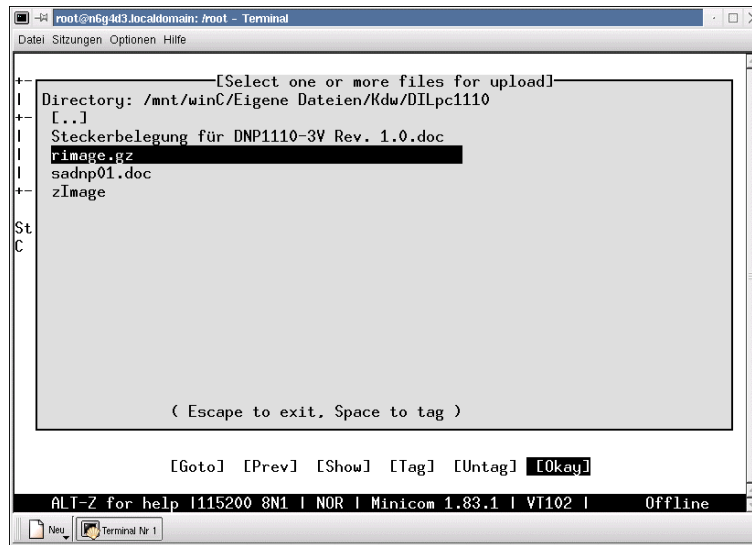 root@n6g4d3.localdomain: /root - Terminal
Datei Sitzungen Optionen Hilfe
[Select one or more files for upload]
Directory: /mnt/winC/Eigene Dateien/Kdw/DILpc1110
[..]
Steckerbelegung für DNP1110-3V Rev. 1.0.doc
rimage.gz
sadnp01.doc
zImage
St
C
( Escape to exit, Space to tag )
[Goto] [Prev] [Show] [Tag] [Untag] [Okay]
ALT-Z for help |115200 8N1 | NOR | Minicom 1.83.1 | VT102 | Offline
Neu Terminal Nr 1